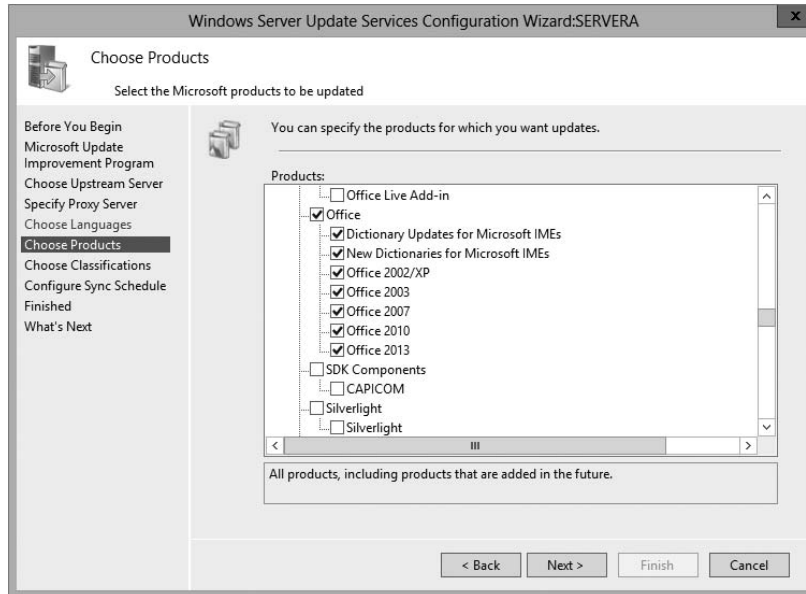 Windows Server Update Services Configuration Wizard:SERVERA
x
Choose Products
Select the Microsoft products to be updated
Before You Begin
Microsoft Update
Improvement Program
Choose Upstream Server
Specify Proxy Server
Choose Languages
Choose Products
Choose Classifications
Configure Sync Schedule
Finished
What's Next
You can specify the products for which you want updates.
Products:
Office Live Add-in
Office
Dictionary Updates for Microsoft IMEs
New Dictionaries for Microsoft IMEs
Office 2002/XP
Office 2003
Office 2007
Office 2010
Office 2013
SDK Components
CAPICOM
Silverlight
Silverlight
All products, including products that are added in the future.
< Back Next > Finish Cancel